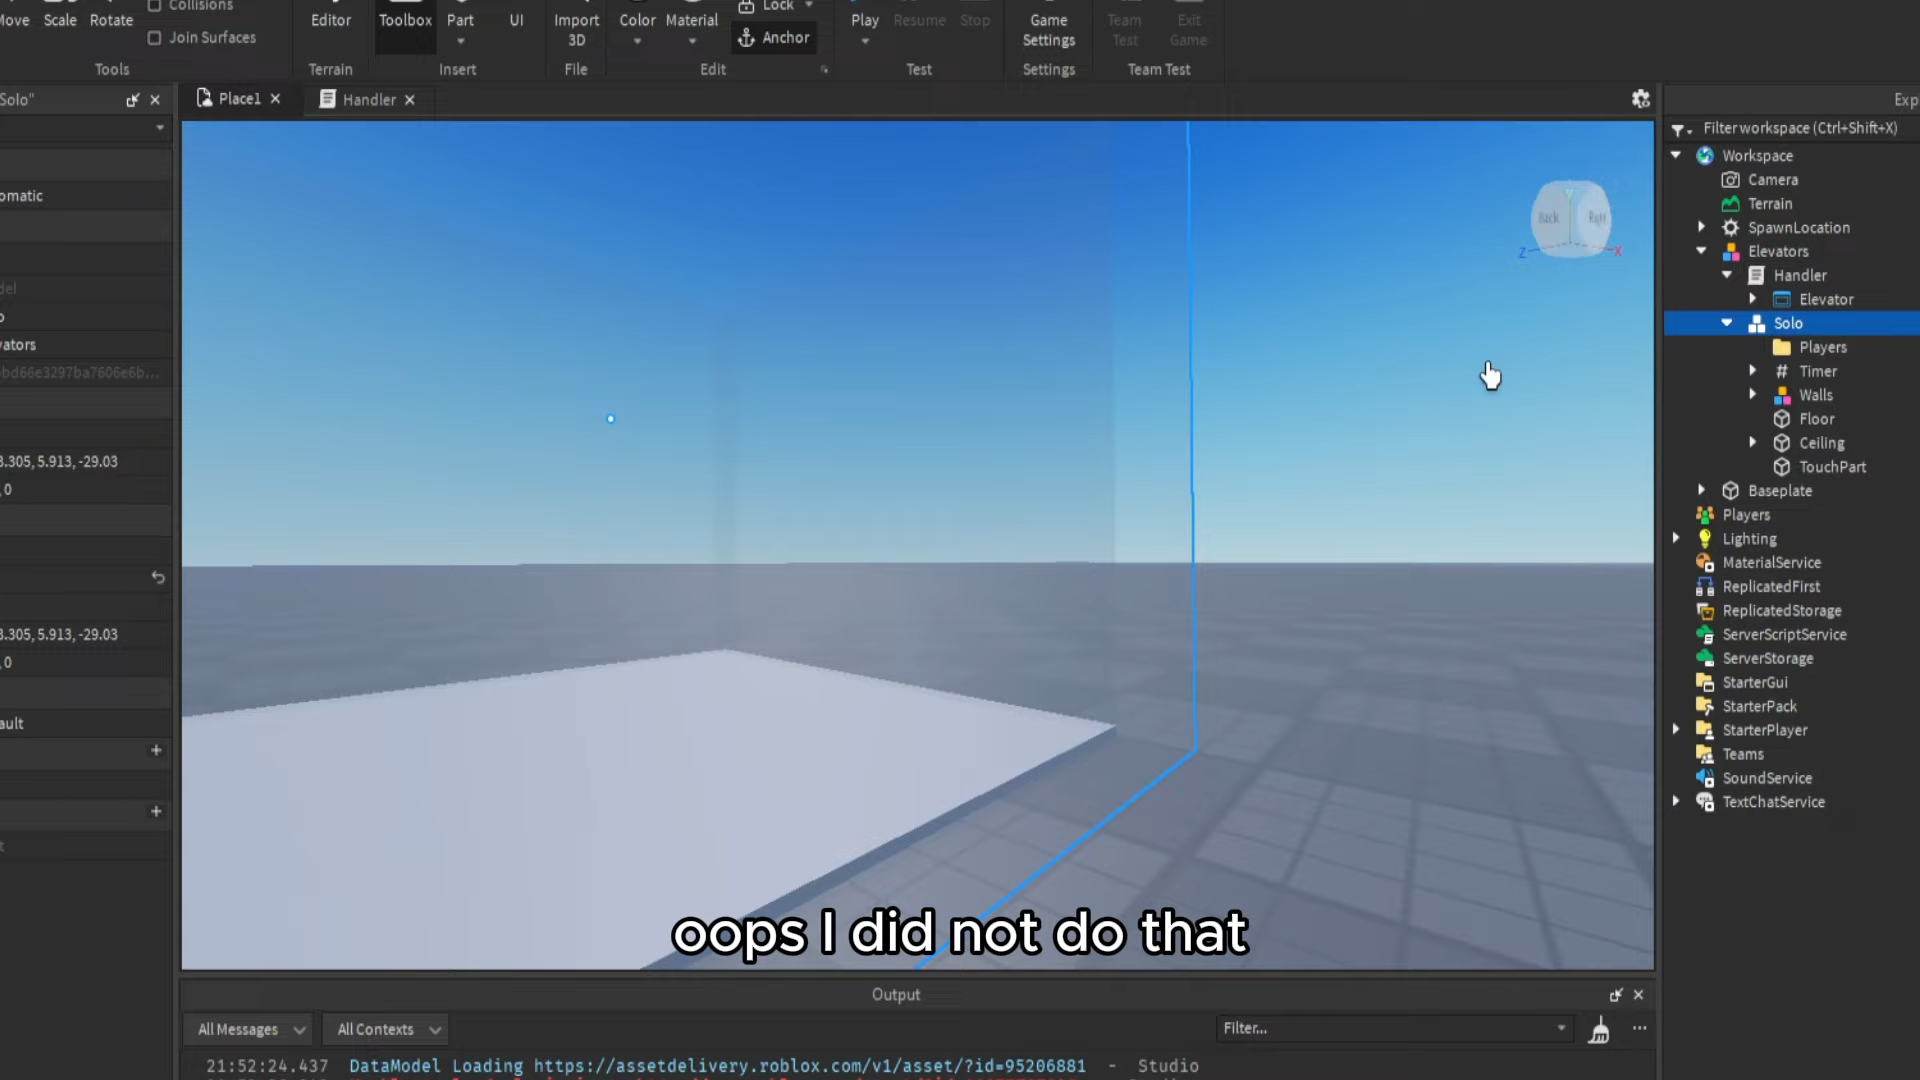 Move Scale Rotate
Collisions
Join Surfaces
Tools
Editor
Terrain
Toolbox
Part
UI
Insert
Import
3D
File
Color
Material
Lock
Anchor
Edit
Play
Resume
Stop
Test
Game
Settings
Settings
Team
Test
Exit
Game
Team Test
Solo"
Place1
Handler
Exp
Filter workspace (Ctrl+Shift+X)
Workspace
Camera
Terrain
SpawnLocation
Elevators
Handler
Elevator
Solo
Players
Timer
Walls
Floor
Ceiling
TouchPart
Baseplate
Players
Lighting
MaterialService
ReplicatedFirst
ReplicatedStorage
ServerScriptService
ServerStorage
StarterGui
StarterPack
StarterPlayer
Teams
SoundService
TextChatService
omatic
del
o
vators
bd66e3297ba7606e6b...
3.305, 5.913, -29.03
, 0
3.305, 5.913, -29.03
, 0
ault
t
Back
Right
Y
Z
X
oops I did not do that
Output
All Messages
All Contexts
Filter...
21:52:24.437 DataModel Loading https://assetdelivery.roblox.com/v1/asset/?id=95206881 - Studio